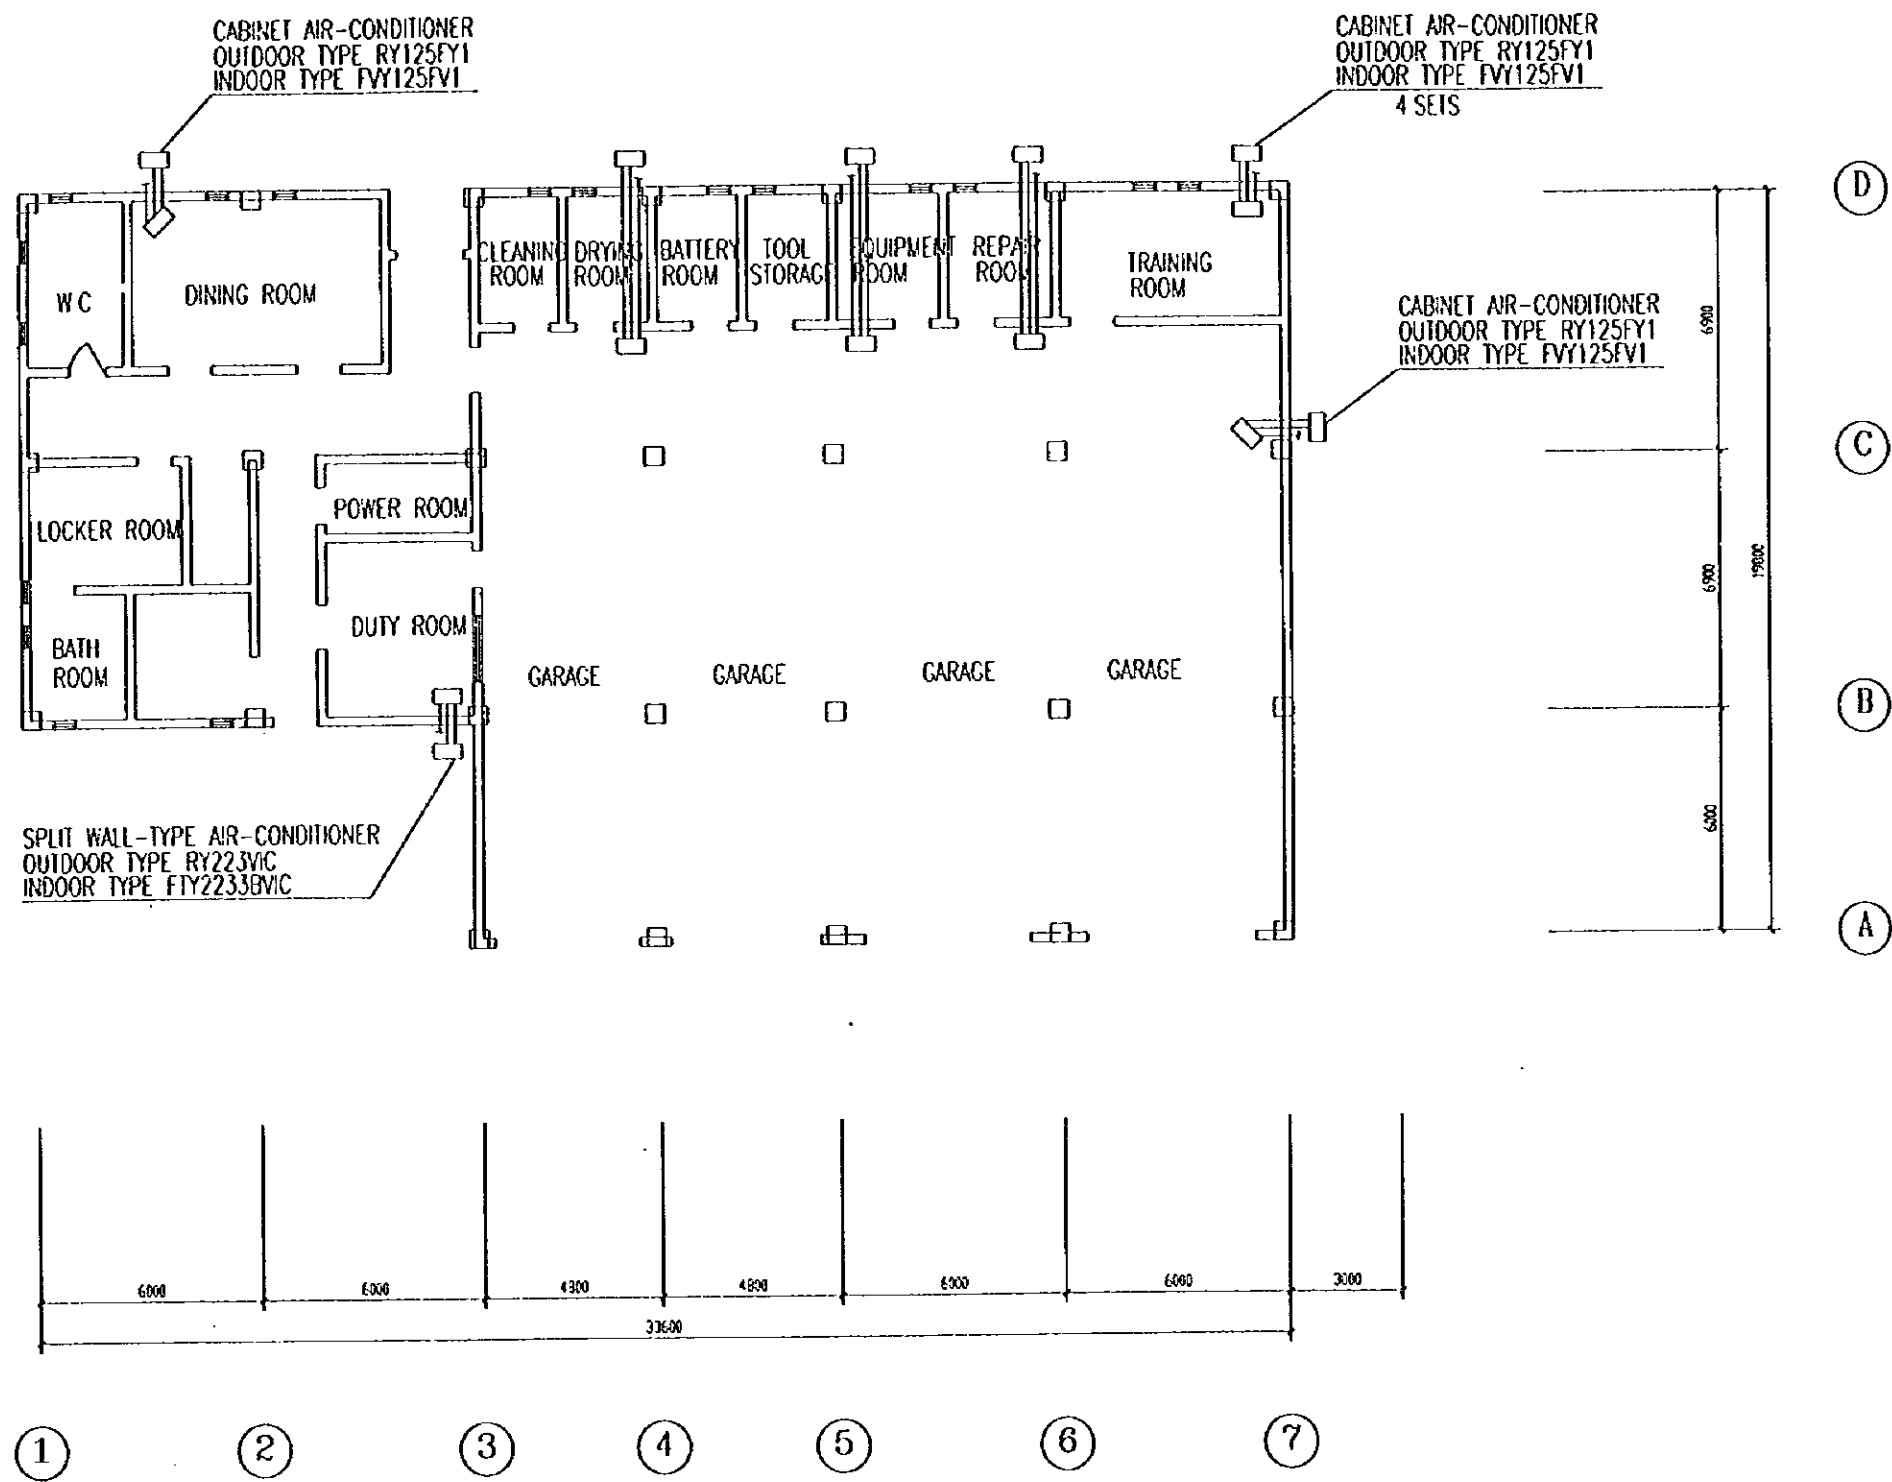 CABINET AIR-CONDITIONER
OUTDOOR TYPE RY125FY1
INDOOR TYPE FVY125FV1
CABINET AIR-CONDITIONER
OUTDOOR TYPE RY125FY1
INDOOR TYPE FVY125FV1
4 SETS
D
CLEANING
ROOM
DRYING
ROOM
BATTERY
ROOM
TOOL
STORAGE
EQUIPMENT
ROOM
REPAIR
ROOM
TRAINING
ROOM
WC
DINING ROOM
CABINET AIR-CONDITIONER
OUTDOOR TYPE RY125FY1
INDOOR TYPE FVY125FV1
6900
C
LOCKER ROOM
POWER ROOM
6900
19800
DUTY ROOM
BATH
ROOM
GARAGE
GARAGE
GARAGE
GARAGE
B
6000
SPLIT WALL-TYPE AIR-CONDITIONER
OUTDOOR TYPE RY223VIC
INDOOR TYPE FTY2233BVIC
A
6000
6000
4800
4800
6000
6000
3000
33600
1
2
3
4
5
6
7